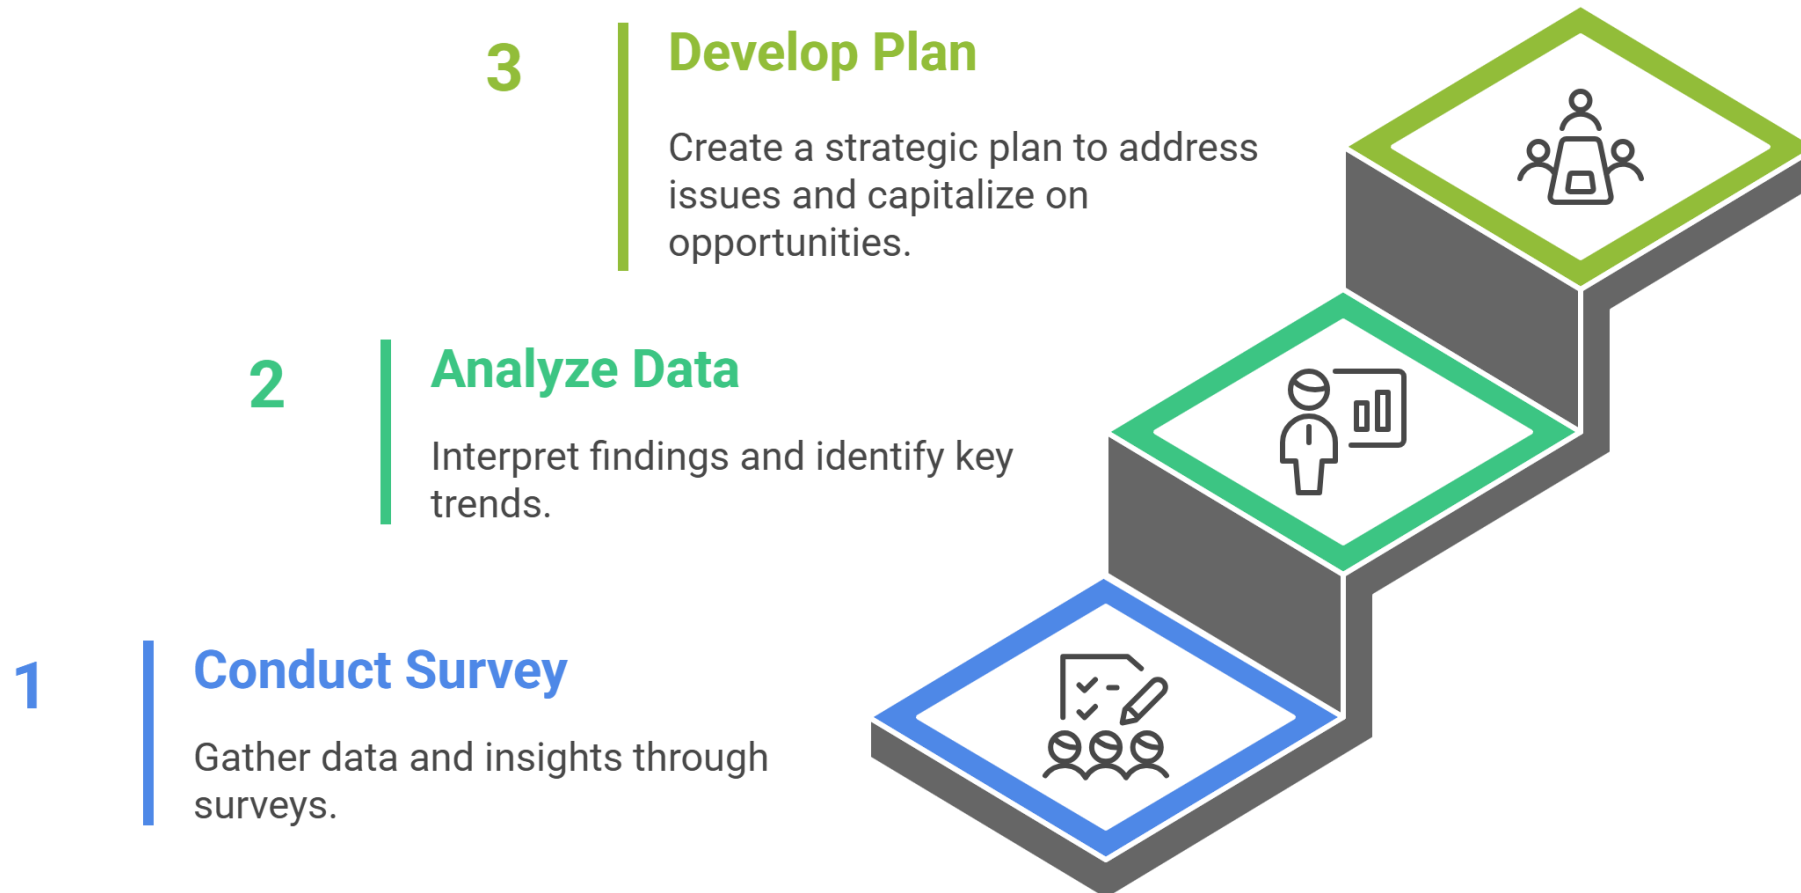 3
Develop Plan
Create a strategic plan to address
issues and capitalize on
opportunities.
2
Analyze Data
Interpret findings and identify key
trends.
1
Conduct Survey
Gather data and insights through
surveys.